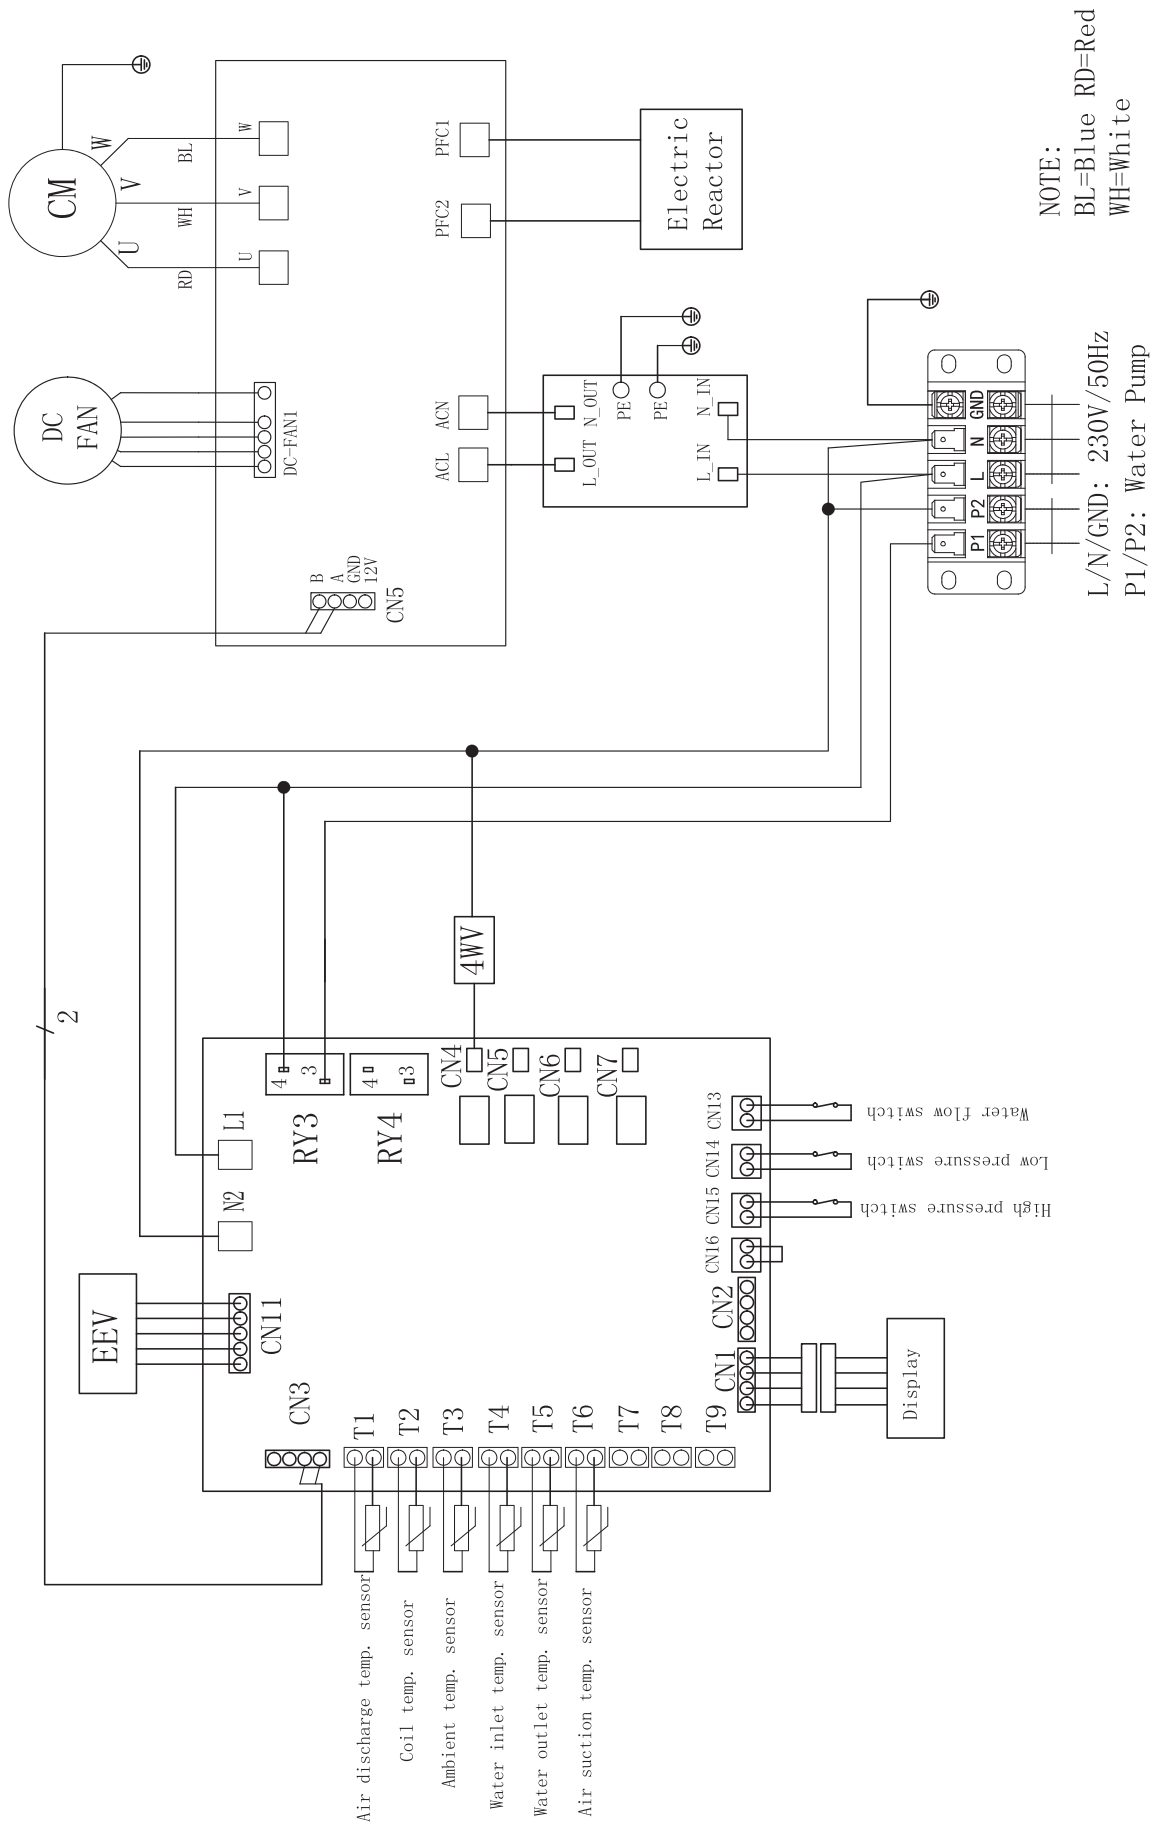 Air discharge temp. sensor
Coil temp. sensor
Ambient temp. sensor
Water inlet temp. sensor
Water outlet temp. sensor
Air suction temp. sensor
T1
T2
T3
T4
T5
T6
T7
T8
T9
CN3
EEV
CN11
N2
L1
RY3
4
3
RY4
4
3
CN4
CN5
CN6
CN7
4WV
CN1
CN2
CN16
CN15
CN14
CN13
Display
High pressure switch
Low pressure switch
Water flow switch
2
CN5
B
A
GND
12V
DC
FAN
DC-FAN1
CM
U
V
W
RD
WH
BL
U
V
W
ACL
ACN
PFC2
PFC1
Electric
Reactor
L_OUT
N_OUT
PE
PE
L_IN
N_IN
P1
P2
L
N
GND
L/N/GND: 230V/50Hz
P1/P2: Water Pump
NOTE:
BL=Blue RD=Red
WH=White